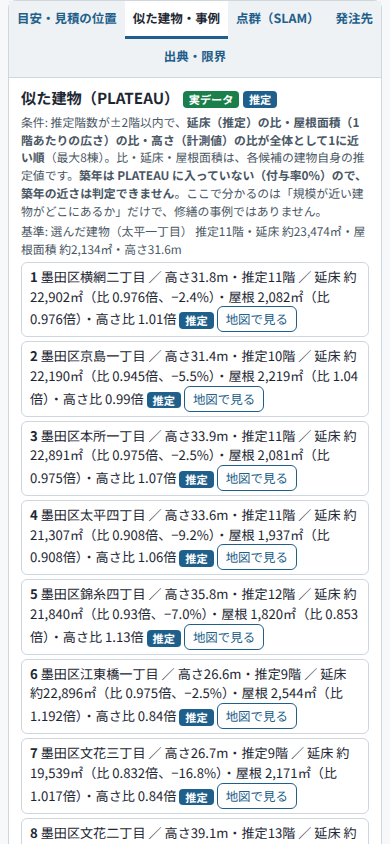 目安・見積の位置 似た建物・事例 点群（SLAM） 発注先
出典・限界
似た建物（PLATEAU） 実データ 推定
条件: 推定階数が±2階以内で、延床（推定）の比・屋根面積（1
階あたりの広さ）の比・高さ（計測値）の比が全体として1に近
い順（最大8棟）。比・延床・屋根面積は、各候補の建物自身の推
定値です。築年は PLATEAU に入っていない（付与率0%）ので、
築年の近さは判定できません。ここで分かるのは「規模が近い建
物がどこにあるか」だけで、修繕の事例ではありません。
基準: 選んだ建物（太平一丁目） 推定11階・延床 約23,474㎡・屋
根面積 約2,134㎡・高さ31.6m
1 墨田区横網二丁目 ／ 高さ31.8m・推定11階 ／ 延床 約
22,902㎡（比 0.976倍、−2.4%）・屋根 2,082㎡（比
0.976倍）・高さ比 1.01倍 推定 地図で見る
2 墨田区京島一丁目 ／ 高さ31.4m・推定10階 ／ 延床 約
22,190㎡（比 0.945倍、−5.5%）・屋根 2,219㎡（比 1.04
倍）・高さ比 0.99倍 推定 地図で見る
3 墨田区本所一丁目 ／ 高さ33.9m・推定11階 ／ 延床 約
22,891㎡（比 0.975倍、−2.5%）・屋根 2,081㎡（比
0.975倍）・高さ比 1.07倍 推定 地図で見る
4 墨田区太平四丁目 ／ 高さ33.6m・推定11階 ／ 延床 約
21,307㎡（比 0.908倍、−9.2%）・屋根 1,937㎡（比
0.908倍）・高さ比 1.06倍 推定 地図で見る
5 墨田区錦糸四丁目 ／ 高さ35.8m・推定12階 ／ 延床 約
21,840㎡（比 0.93倍、−7.0%）・屋根 1,820㎡（比 0.853
倍）・高さ比 1.13倍 推定 地図で見る
6 墨田区江東橋一丁目 ／ 高さ26.6m・推定9階 ／ 延床
約22,896㎡（比 0.975倍、−2.5%）・屋根 2,544㎡（比
1.192倍）・高さ比 0.84倍 推定 地図で見る
7 墨田区文花三丁目 ／ 高さ26.7m・推定9階 ／ 延床 約
19,539㎡（比 0.832倍、−16.8%）・屋根 2,171㎡（比
1.017倍）・高さ比 0.84倍 推定 地図で見る
8 墨田区文花二丁目 ／ 高さ39.1m・推定13階 ／ 延床 約